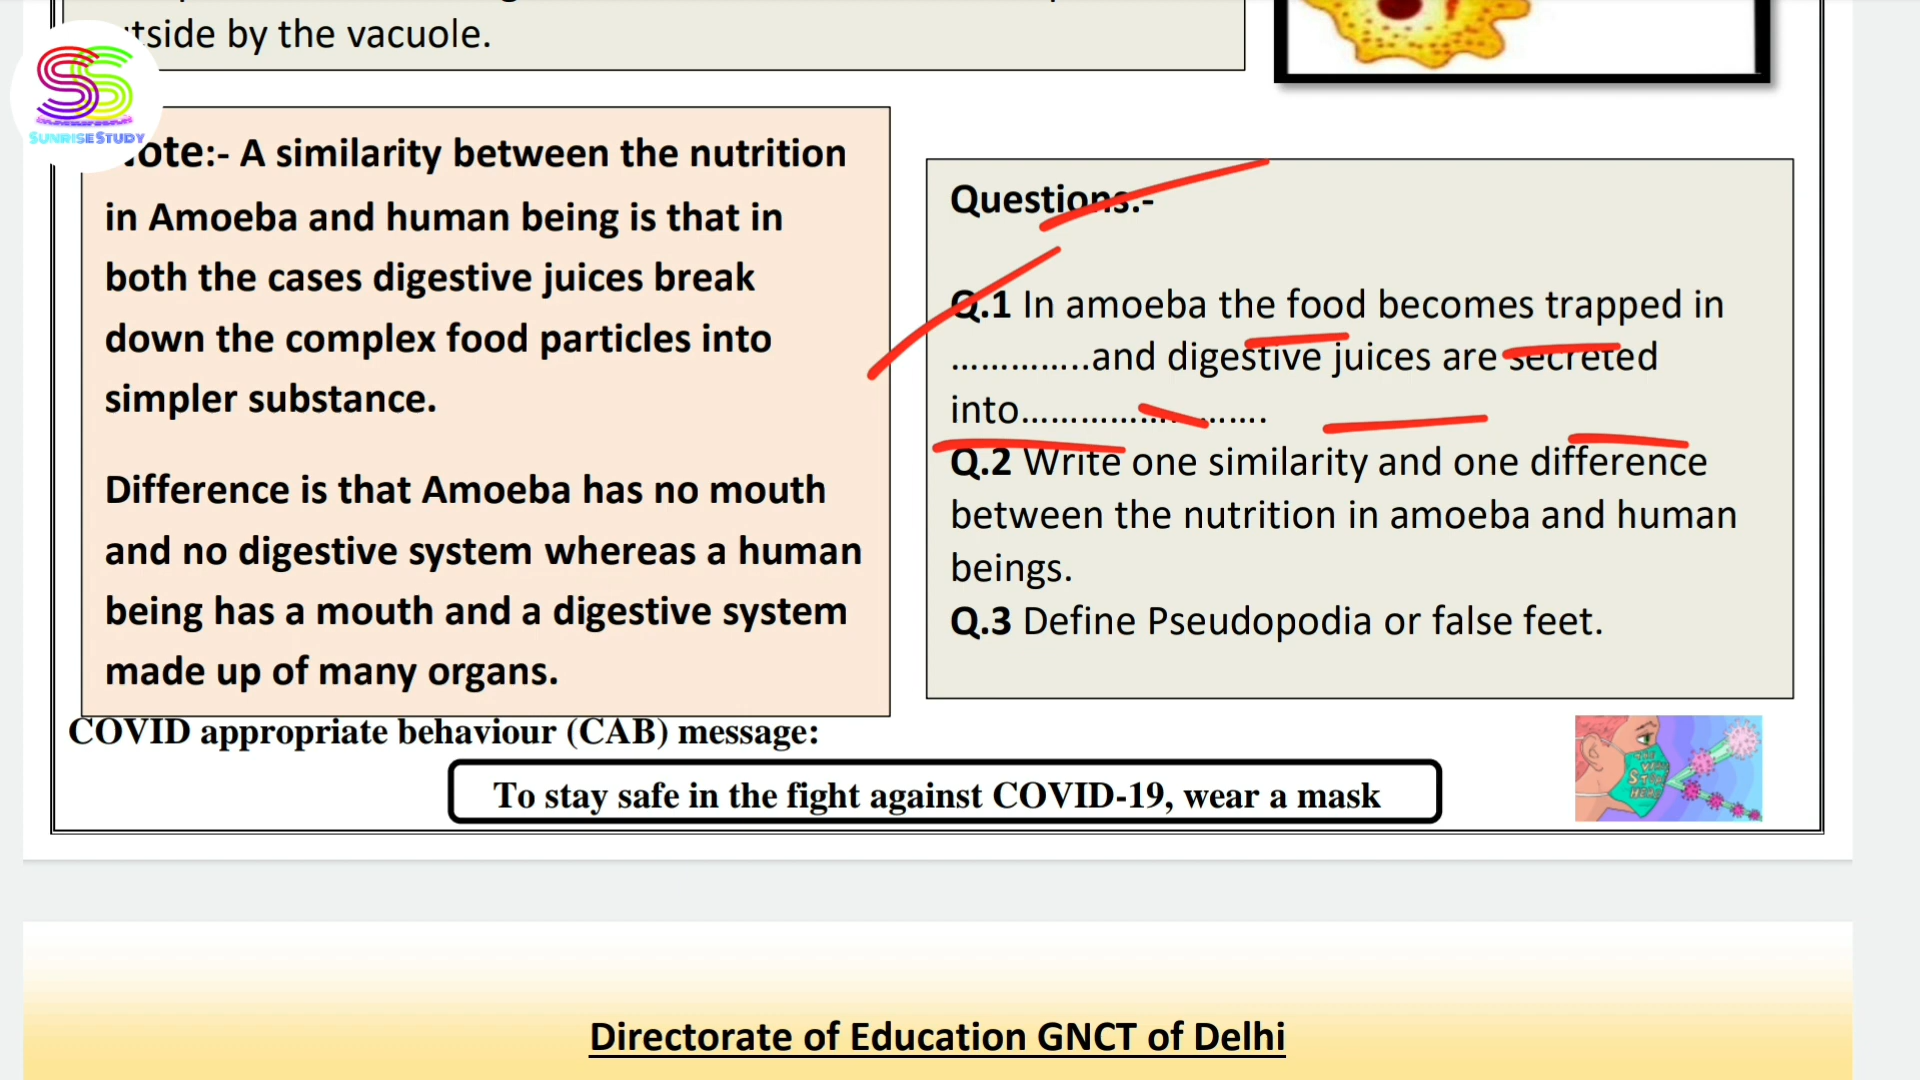 outside by the vacuole.
SS
SUNRISESTUDY
Note:- A similarity between the nutrition
in Amoeba and human being is that in
both the cases digestive juices break
down the complex food particles into
simpler substance.
Difference is that Amoeba has no mouth
and no digestive system whereas a human
being has a mouth and a digestive system
made up of many organs.
Questions:-
Q.1 In amoeba the food becomes trapped in
…………..and digestive juices are secreted
into…………………….
Q.2 Write one similarity and one difference
between the nutrition in amoeba and human
beings.
Q.3 Define Pseudopodia or false feet.
COVID appropriate behaviour (CAB) message:
To stay safe in the fight against COVID-19, wear a mask
Directorate of Education GNCT of Delhi